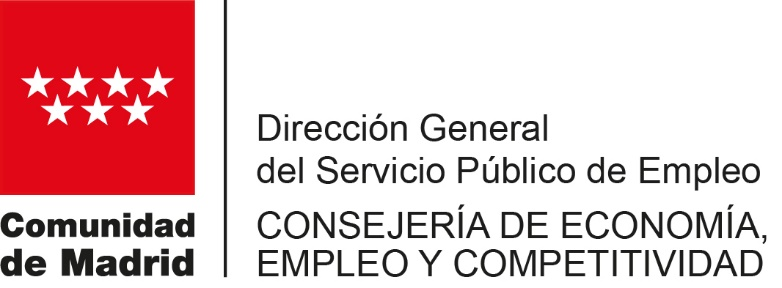 Comunidad
de Madrid
Dirección General
del Servicio Público de Empleo
CONSEJERÍA DE ECONOMÍA,
EMPLEO Y COMPETITIVIDAD